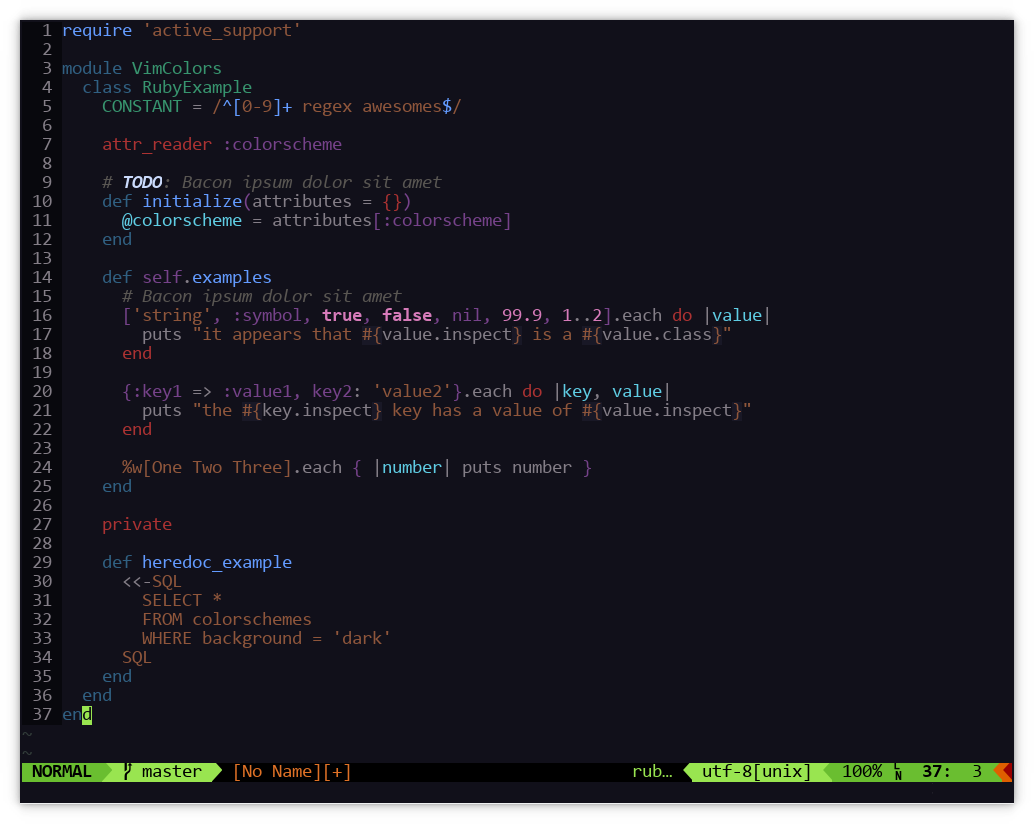 1 require 'active_support'
2
3 module VimColors
4   class RubyExample
5     CONSTANT = /^[0-9]+ regex awesomes$/
6
7     attr_reader :colorscheme
8
9     # TODO: Bacon ipsum dolor sit amet
10     def initialize(attributes = {})
11       @colorscheme = attributes[:colorscheme]
12     end
13
14     def self.examples
15       # Bacon ipsum dolor sit amet
16       ['string', :symbol, true, false, nil, 99.9, 1..2].each do |value|
17         puts "it appears that #{value.inspect} is a #{value.class}"
18       end
19
20       {:key1 => :value1, key2: 'value2'}.each do |key, value|
21         puts "the #{key.inspect} key has a value of #{value.inspect}"
22       end
23
24       %w[One Two Three].each { |number| puts number }
25     end
26
27     private
28
29     def heredoc_example
30       <<-SQL
31         SELECT *
32         FROM colorschemes
33         WHERE background = 'dark'
34       SQL
35     end
36   end
37 end
~
~
NORMAL master [No Name][+] rub… utf-8[unix] 100% LN 37: 3